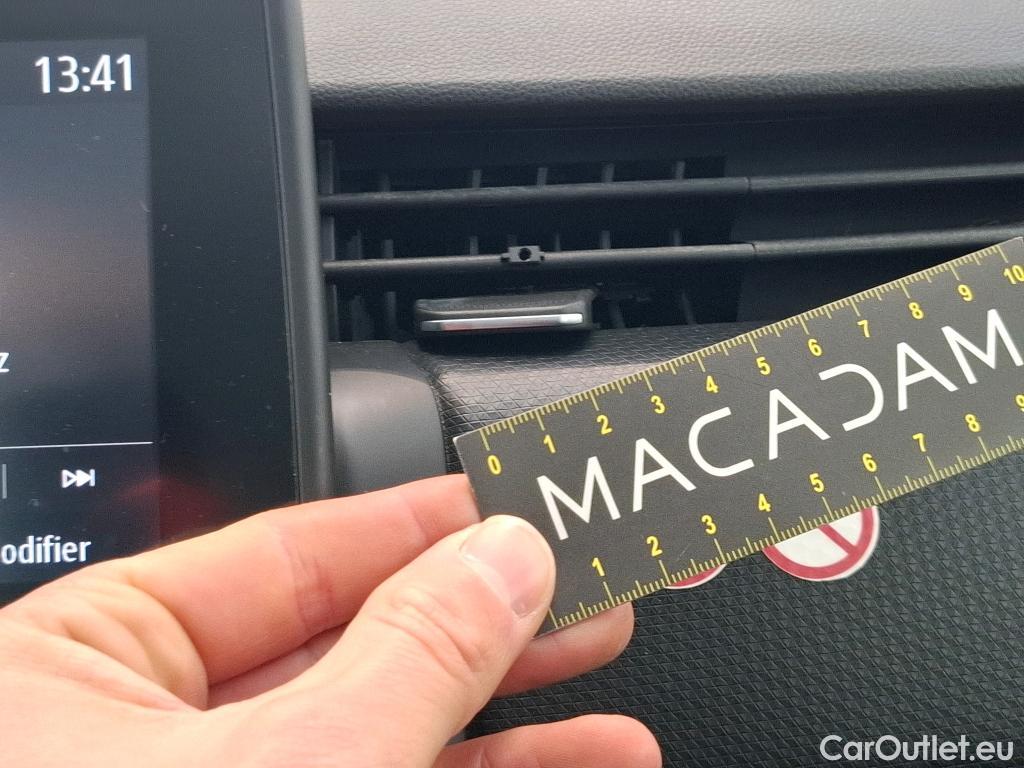 13:41
z
odifier
0 1 2 3 4 5 6 7 8 9 10
MACADAM
1 2 3 4 5 6 7 8 9
CarOutlet.eu